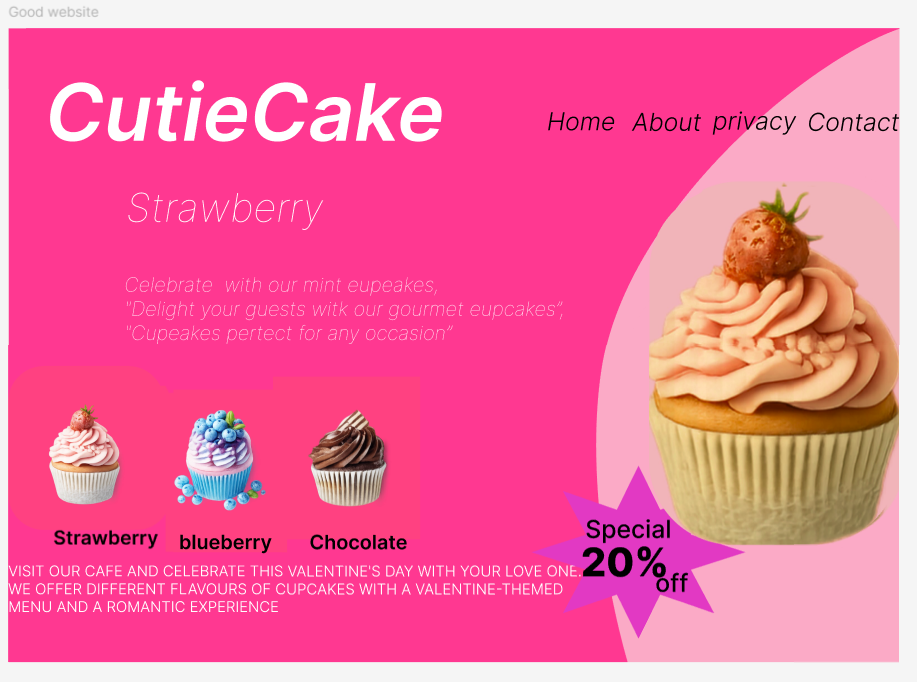 Good website
CutieCake
Home About privacy Contact
Strawberry
Celebrate with our mint eupeakes,
"Delight your guests witk our gourmet eupcakes”,
"Cupeakes pertect for any occasion”
Strawberry
blueberry
Chocolate
VISIT OUR CAFE AND CELEBRATE THIS VALENTINE'S DAY WITH YOUR LOVE ONE.
WE OFFER DIFFERENT FLAVOURS OF CUPCAKES WITH A VALENTINE-THEMED
MENU AND A ROMANTIC EXPERIENCE
Special
20%
off